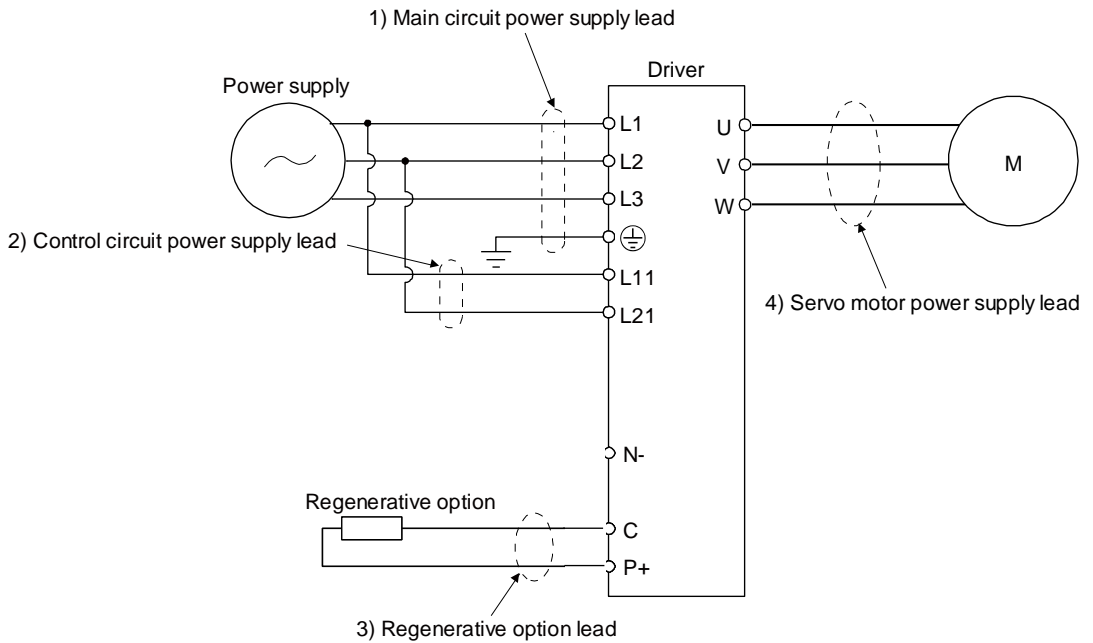 1) Main circuit power supply lead
Driver
Power supply
L1
U
L2
V
M
L3
W
2) Control circuit power supply lead
L11
4) Servo motor power supply lead
L21
N-
Regenerative option
C
P+
3) Regenerative option lead